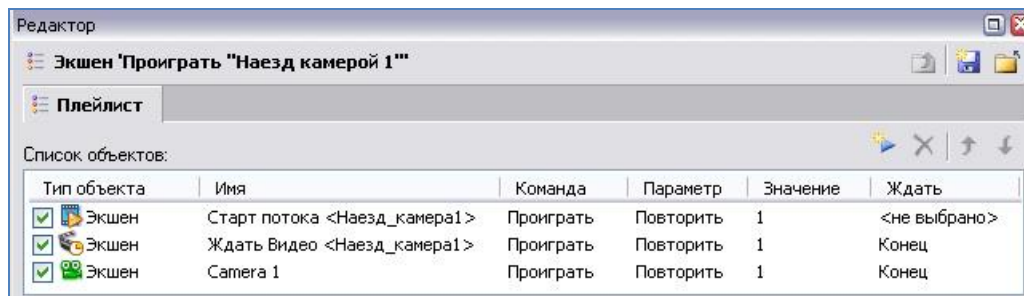 Редактор
Экшен 'Проиграть "Наезд камерой 1"'
Плейлист
Список объектов:
Тип объекта Имя Команда Параметр Значение Ждать
Экшен Старт потока <Наезд_камера1> Проиграть Повторить 1 <не выбрано>
Экшен Ждать Видео <Наезд_камера1> Проиграть Повторить 1 Конец
Экшен Camera 1 Проиграть Повторить 1 Конец